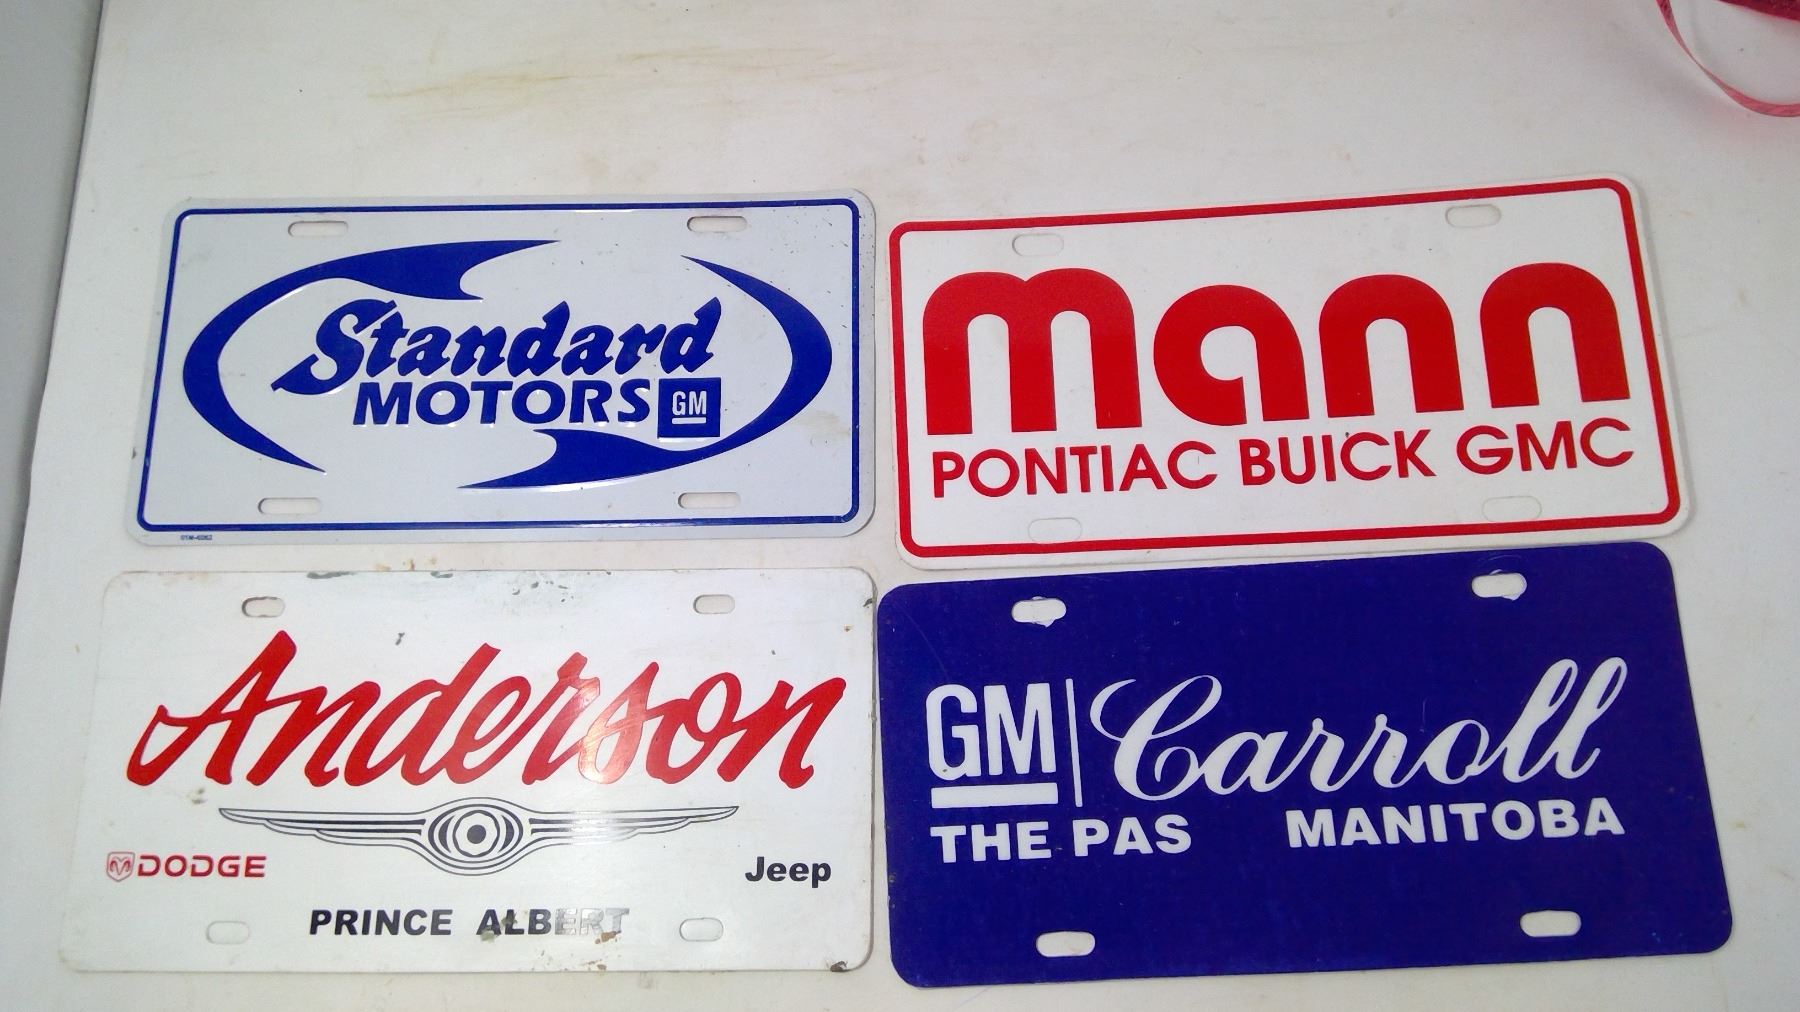 Standard
MOTORS GM
mann
PONTIAC BUICK GMC
Anderson
DODGE
Jeep
PRINCE ALBERT
GM Carroll
THE PAS MANITOBA